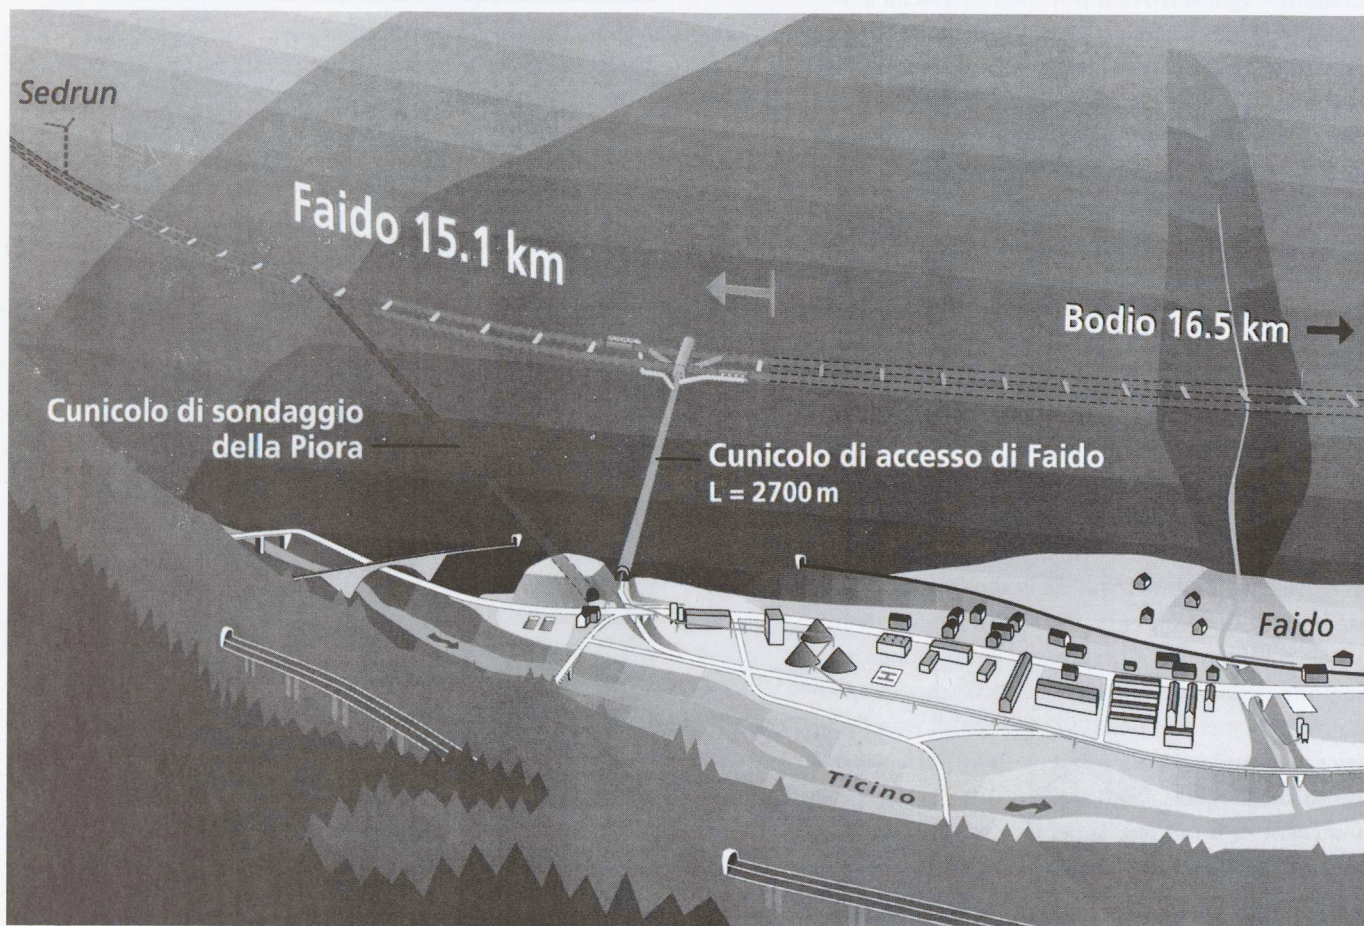 Sedrun
Faido 15.1 km
Bodio 16.5 km
Cunicolo di sondaggio
della Piora
Cunicolo di accesso di Faido
L = 2700 m
Faido
H
Ticino